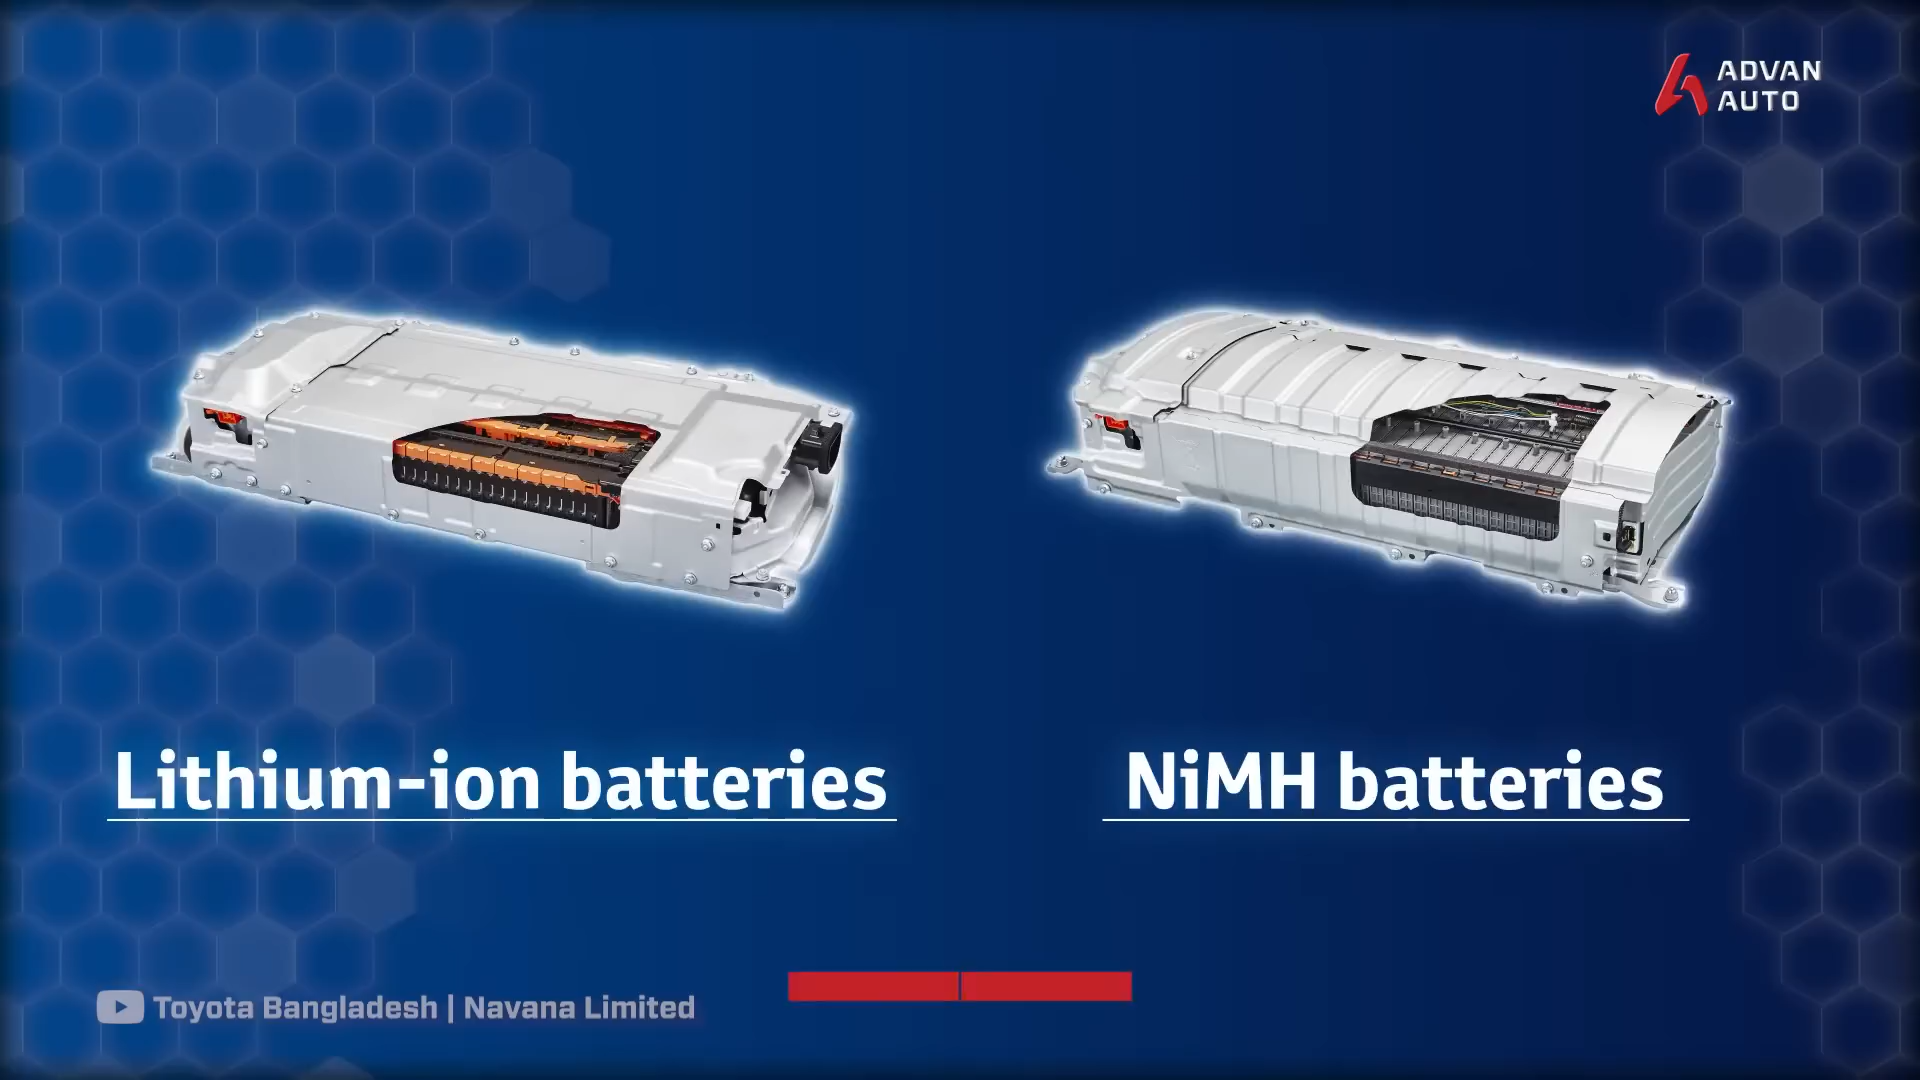 ADVAN
AUTO
Lithium-ion batteries
NiMH batteries
Toyota Bangladesh | Navana Limited